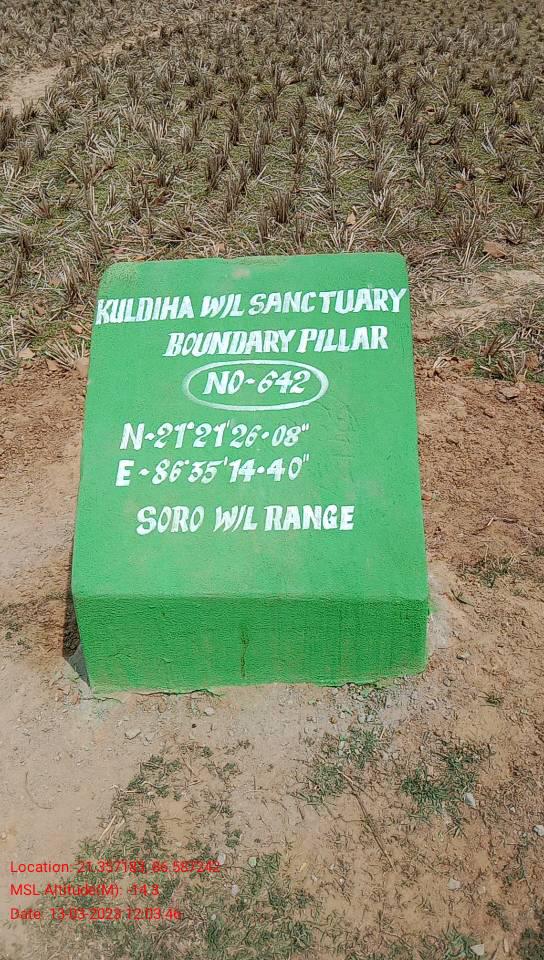 KULDIHA W/L SANCTUARY
BOUNDARY PILLAR
NO-642
N-21°21'26.08"
E-86°35'14.40"
SORO W/L RANGE
Location: 21.357183, 86.587242
MSL Altitude(M): -14.8
Date: 13-03-2023 12:03:46